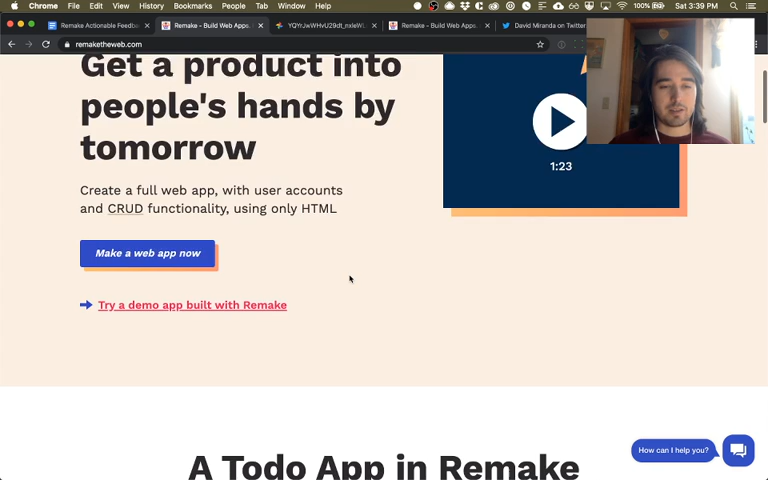 Chrome File Edit View History Bookmarks People Tab Window Help 100% Sat 3:39 PM
Remake Actionable Feedb
Remake - Build Web Apps
YQYrJwWHvU29dt_nxleW
Remake - Build Web App
David Miranda on Twitter
remaketheweb.com
Get a product into
people's hands by
tomorrow
1:23
Create a full web app, with user accounts
and CRUD functionality, using only HTML
Make a web app now
Try a demo app built with Remake
How can I help you?
A Todo App in Remake